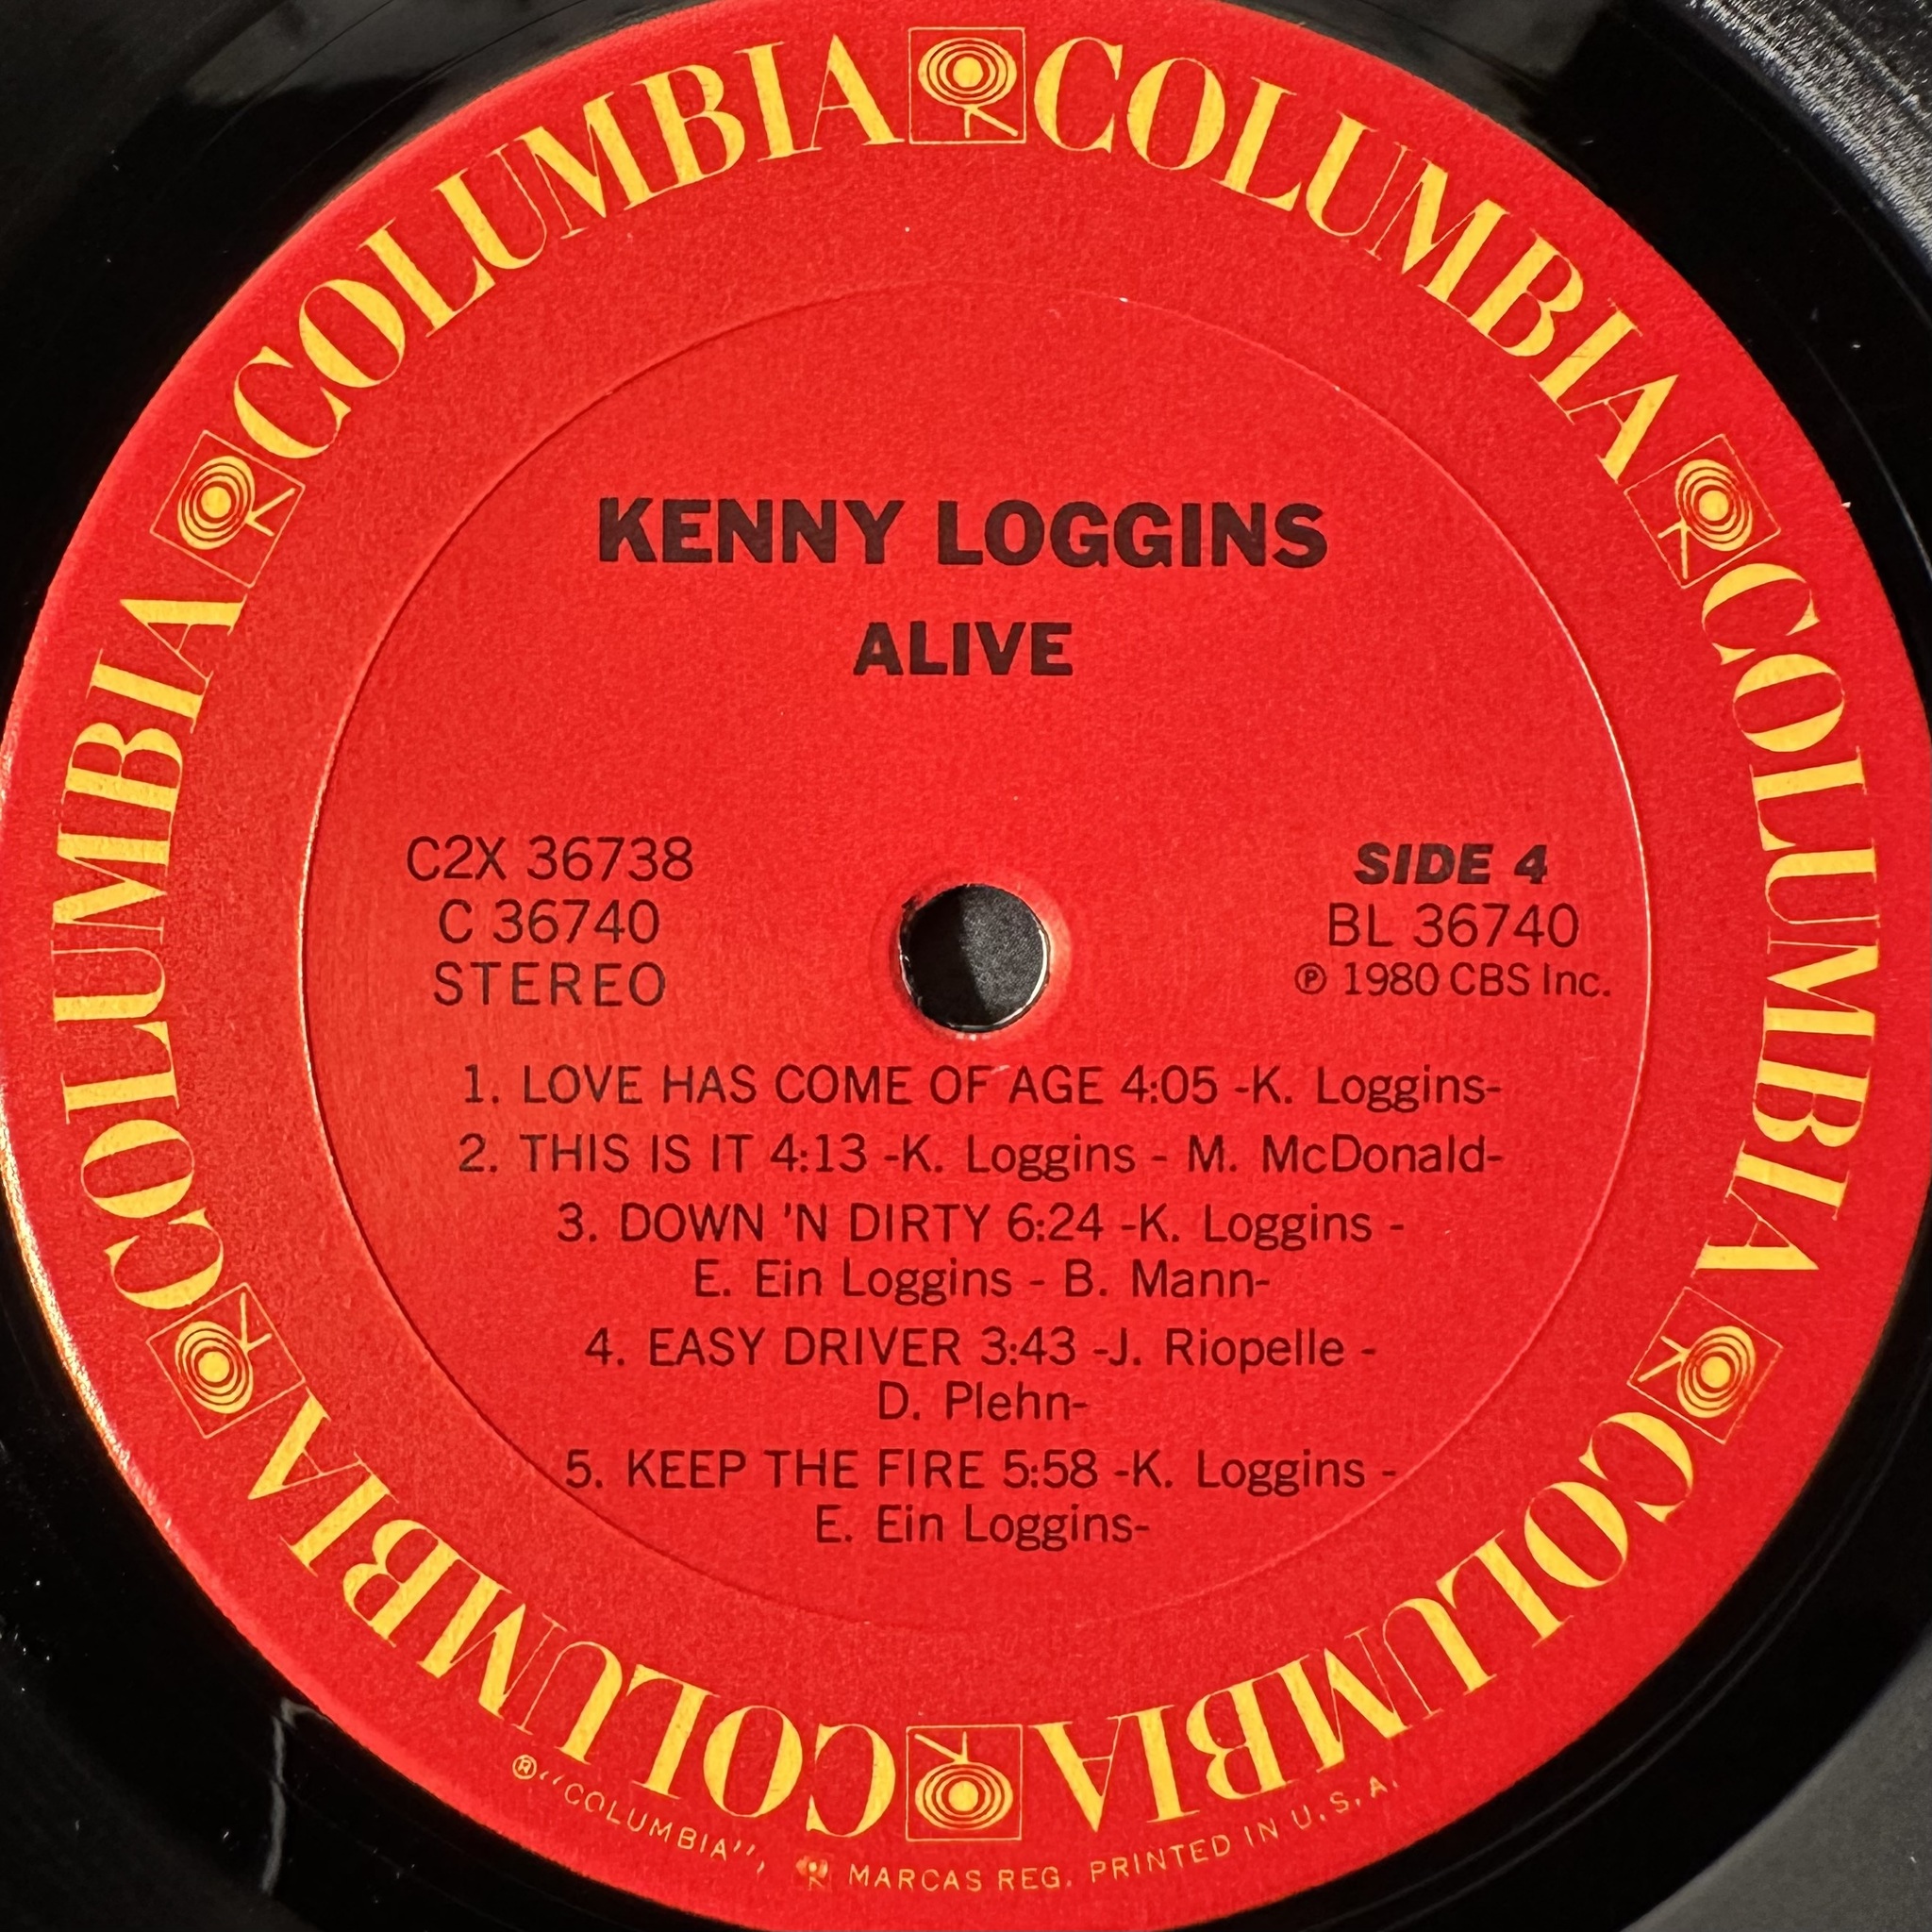 COLUMBIA COLUMBIA COLUMBIA COLUMBIA COLUMBIA COLUMBIA
KENNY LOGGINS
ALIVE
C2X 36738
C 36740
STEREO
SIDE 4
BL 36740
℗ 1980 CBS Inc.
1. LOVE HAS COME OF AGE 4:05 -K. Loggins-
2. THIS IS IT 4:13 -K. Loggins - M. McDonald-
3. DOWN 'N DIRTY 6:24 -K. Loggins -
E. Ein Loggins - B. Mann-
4. EASY DRIVER 3:43 -J. Riopelle -
D. Plehn-
5. KEEP THE FIRE 5:58 -K. Loggins -
E. Ein Loggins-
® "COLUMBIA", MARCAS REG. PRINTED IN U.S.A.